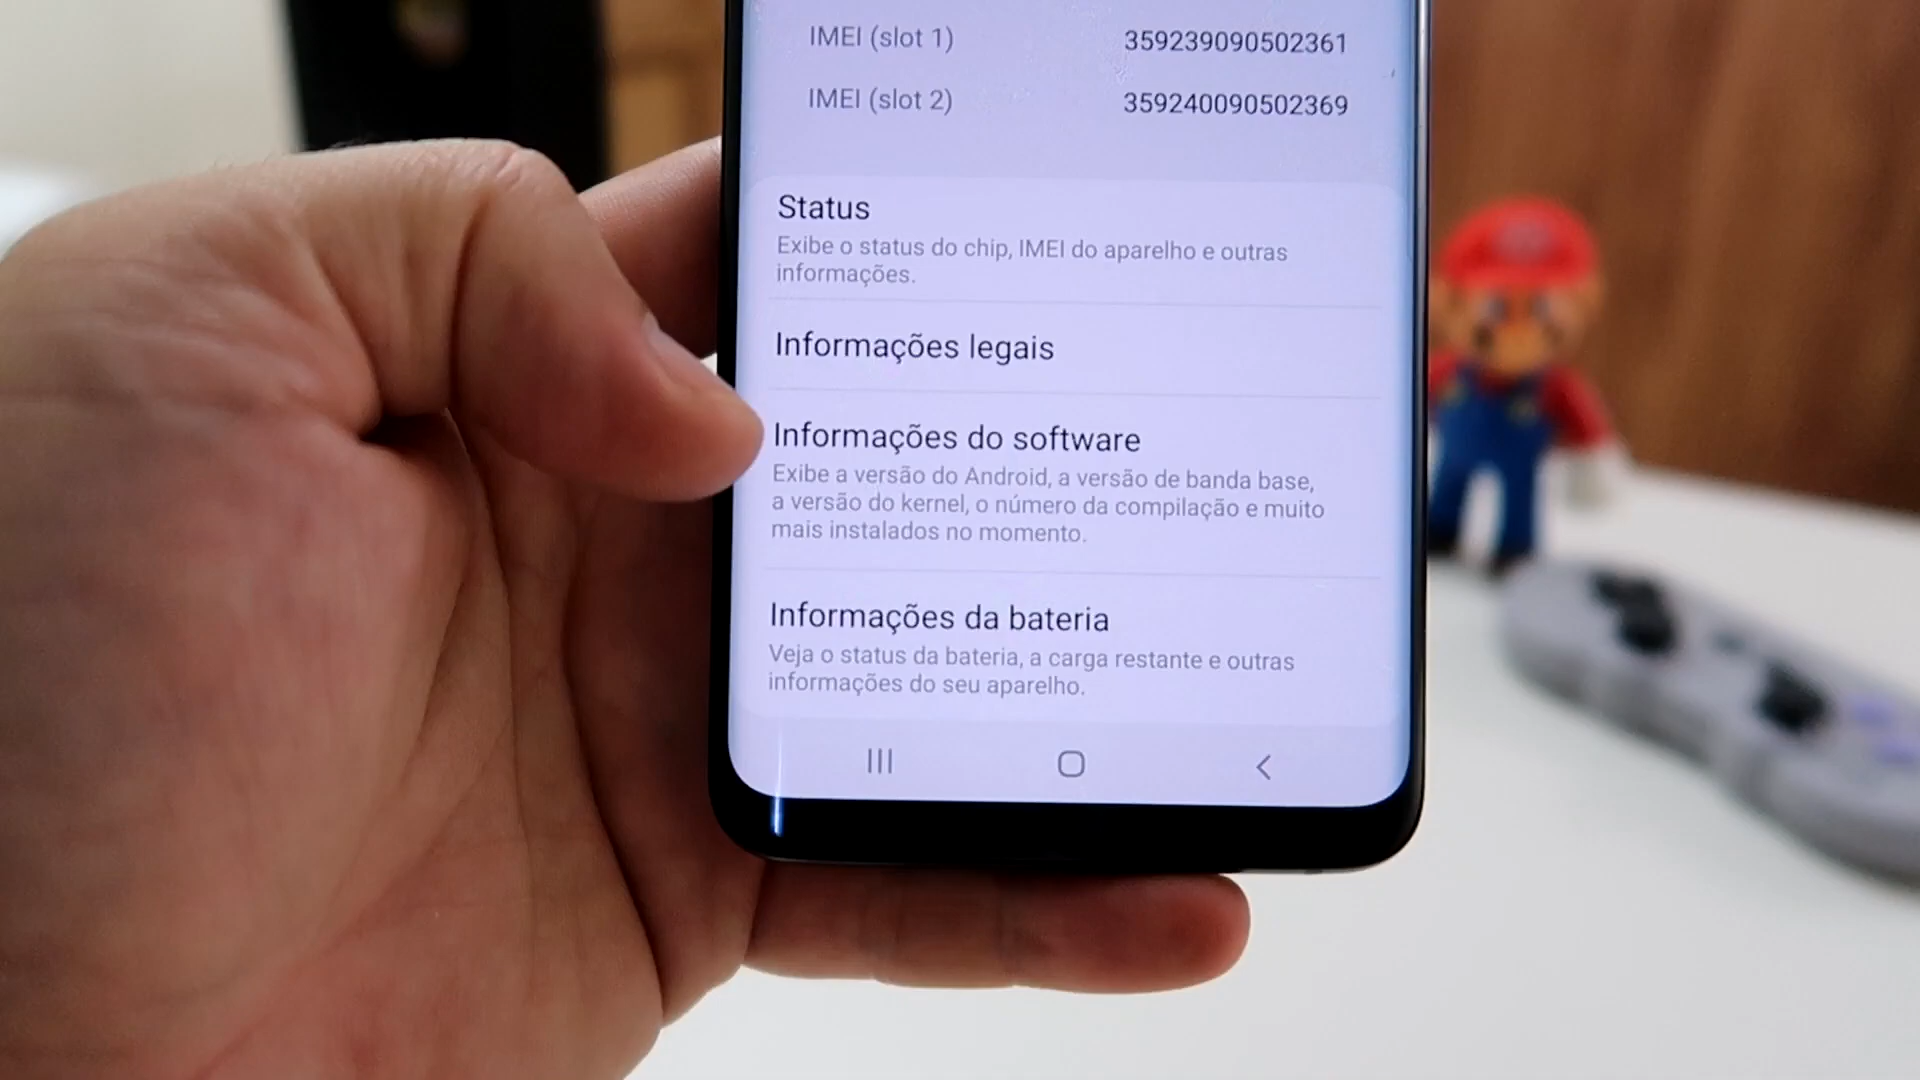 IMEI (slot 1) 359239090502361
IMEI (slot 2) 359240090502369
Status
Exibe o status do chip, IMEI do aparelho e outras
informações.
Informações legais
Informações do software
Exibe a versão do Android, a versão de banda base,
a versão do kernel, o número da compilação e muito
mais instalados no momento.
Informações da bateria
Veja o status da bateria, a carga restante e outras
informações do seu aparelho.